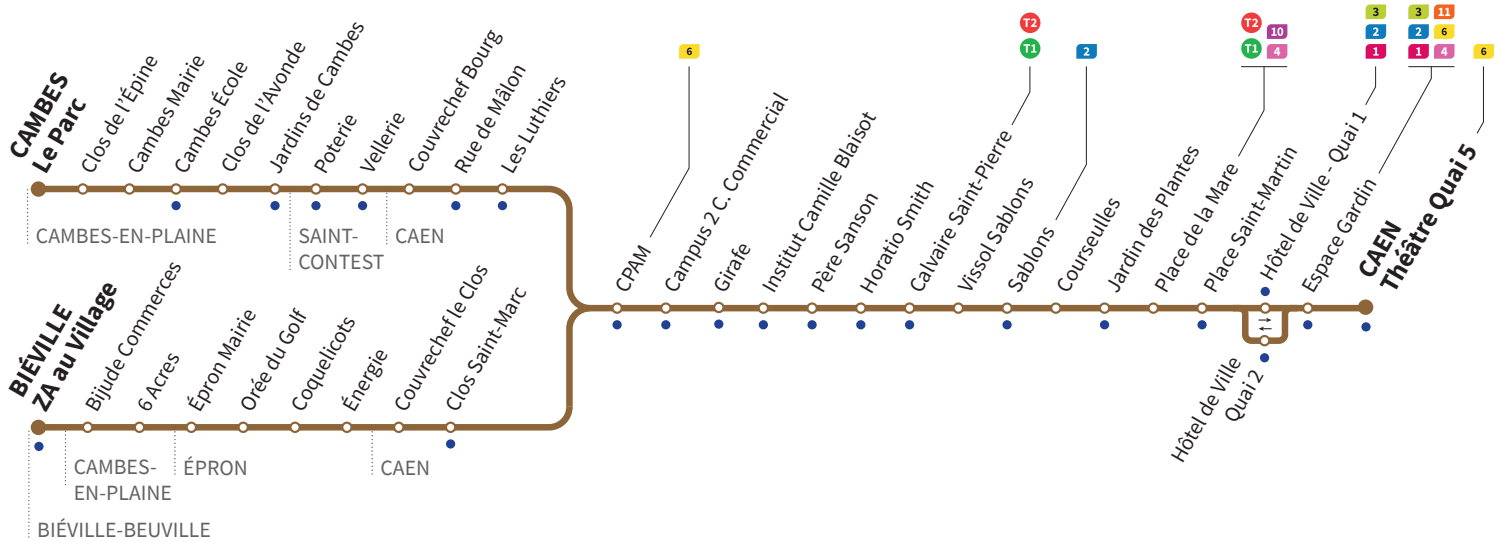 CAMBES
Le Parc
Clos de l'Épine
Cambes Mairie
Cambes École
Clos de l'Avonde
Jardins de Cambes
Poterie
Vellerie
Couvrechef Bourg
Rue de Mâlon
Les Luthiers
CAMBES-EN-PLAINE
SAINT-
CONTEST
CAEN
BIÉVILLE
ZA au Village
Bijude Commerces
6 Acres
Épron Mairie
Orée du Golf
Coquelicots
Énergie
Couvrechef le Clos
Clos Saint-Marc
CAMBES-
EN-PLAINE
ÉPRON
CAEN
BIÉVILLE-BEUVILLE
6
CPAM
Campus 2 C. Commercial
Girafe
Institut Camille Blaisot
Père Sanson
Horatio Smith
T2
T1
Calvaire Saint-Pierre
Vissol Sablons
2
Sablons
Courseulles
Jardin des Plantes
T2 10
T1 4
Place de la Mare
Place Saint-Martin
3
2
1
Hôtel de Ville - Quai 1
Hôtel de Ville
Quai 2
3 11
2 6
1 4
Espace Gardin
6
CAEN
Théâtre Quai 5